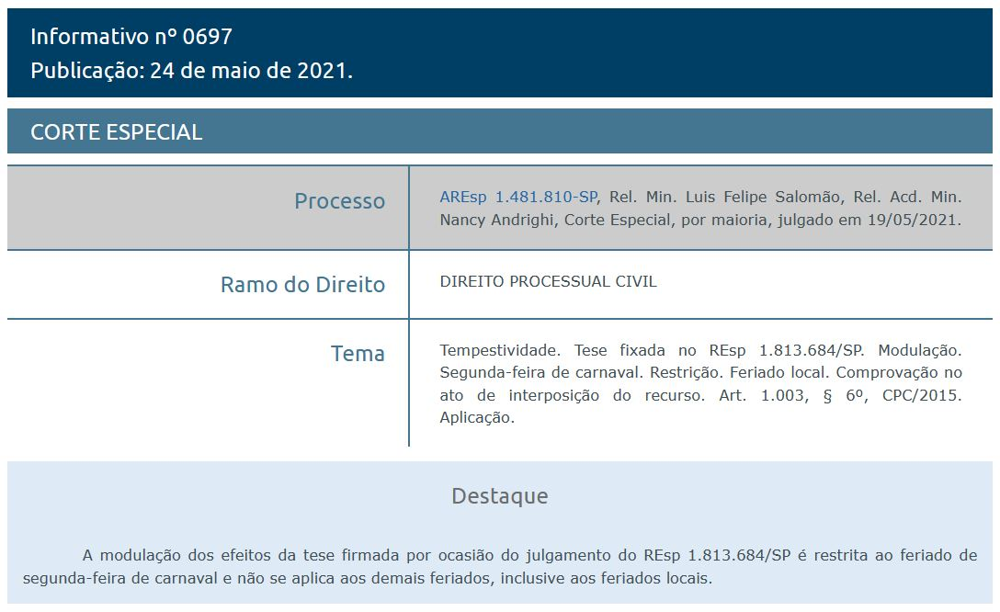 Informativo nº 0697
Publicação: 24 de maio de 2021.
CORTE ESPECIAL
Processo
AREsp 1.481.810-SP, Rel. Min. Luis Felipe Salomão, Rel. Acd. Min.
Nancy Andrighi, Corte Especial, por maioria, julgado em 19/05/2021.
Ramo do Direito
DIREITO PROCESSUAL CIVIL
Tema
Tempestividade. Tese fixada no REsp 1.813.684/SP. Modulação.
Segunda-feira de carnaval. Restrição. Feriado local. Comprovação no
ato de interposição do recurso. Art. 1.003, § 6º, CPC/2015.
Aplicação.
Destaque
A modulação dos efeitos da tese firmada por ocasião do julgamento do REsp 1.813.684/SP é restrita ao feriado de
segunda-feira de carnaval e não se aplica aos demais feriados, inclusive aos feriados locais.